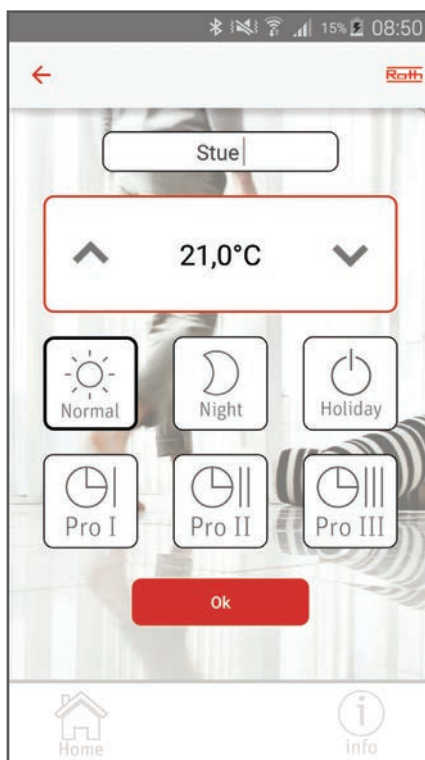 15% 08:50
Roth
Stue
21,0°C
Normal Night Holiday
Pro I Pro II Pro III
Ok
Home info